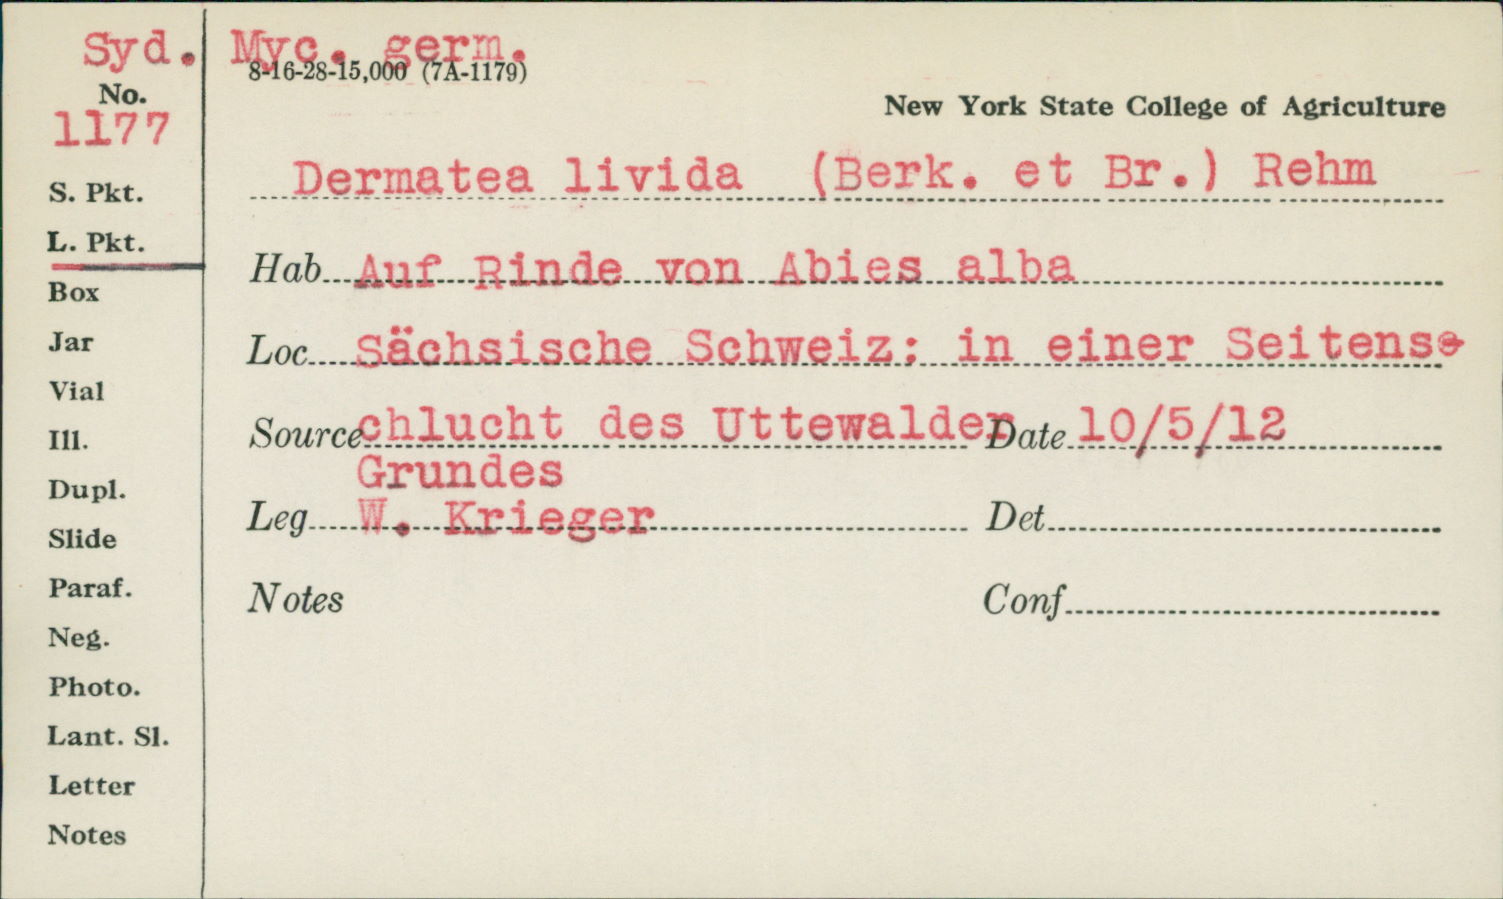 Syd. Myc. germ.
8-16-28-15,000 (7A-1179)
No.
1177
New York State College of Agriculture
Dermatea livida (Berk. et Br.) Rehm
S. Pkt.
L. Pkt.
Hab. Auf Rinde von Abies alba
Box
Jar
Loc. Sächsische Schweiz: in einer Seitens-
Vial
Ill.
Source chlucht des Uttewalder Date 10/5/12
Grundes
Dupl.
Leg. W. Krieger Det.
Slide
Paraf.
Notes Conf.
Neg.
Photo.
Lant. Sl.
Letter
Notes